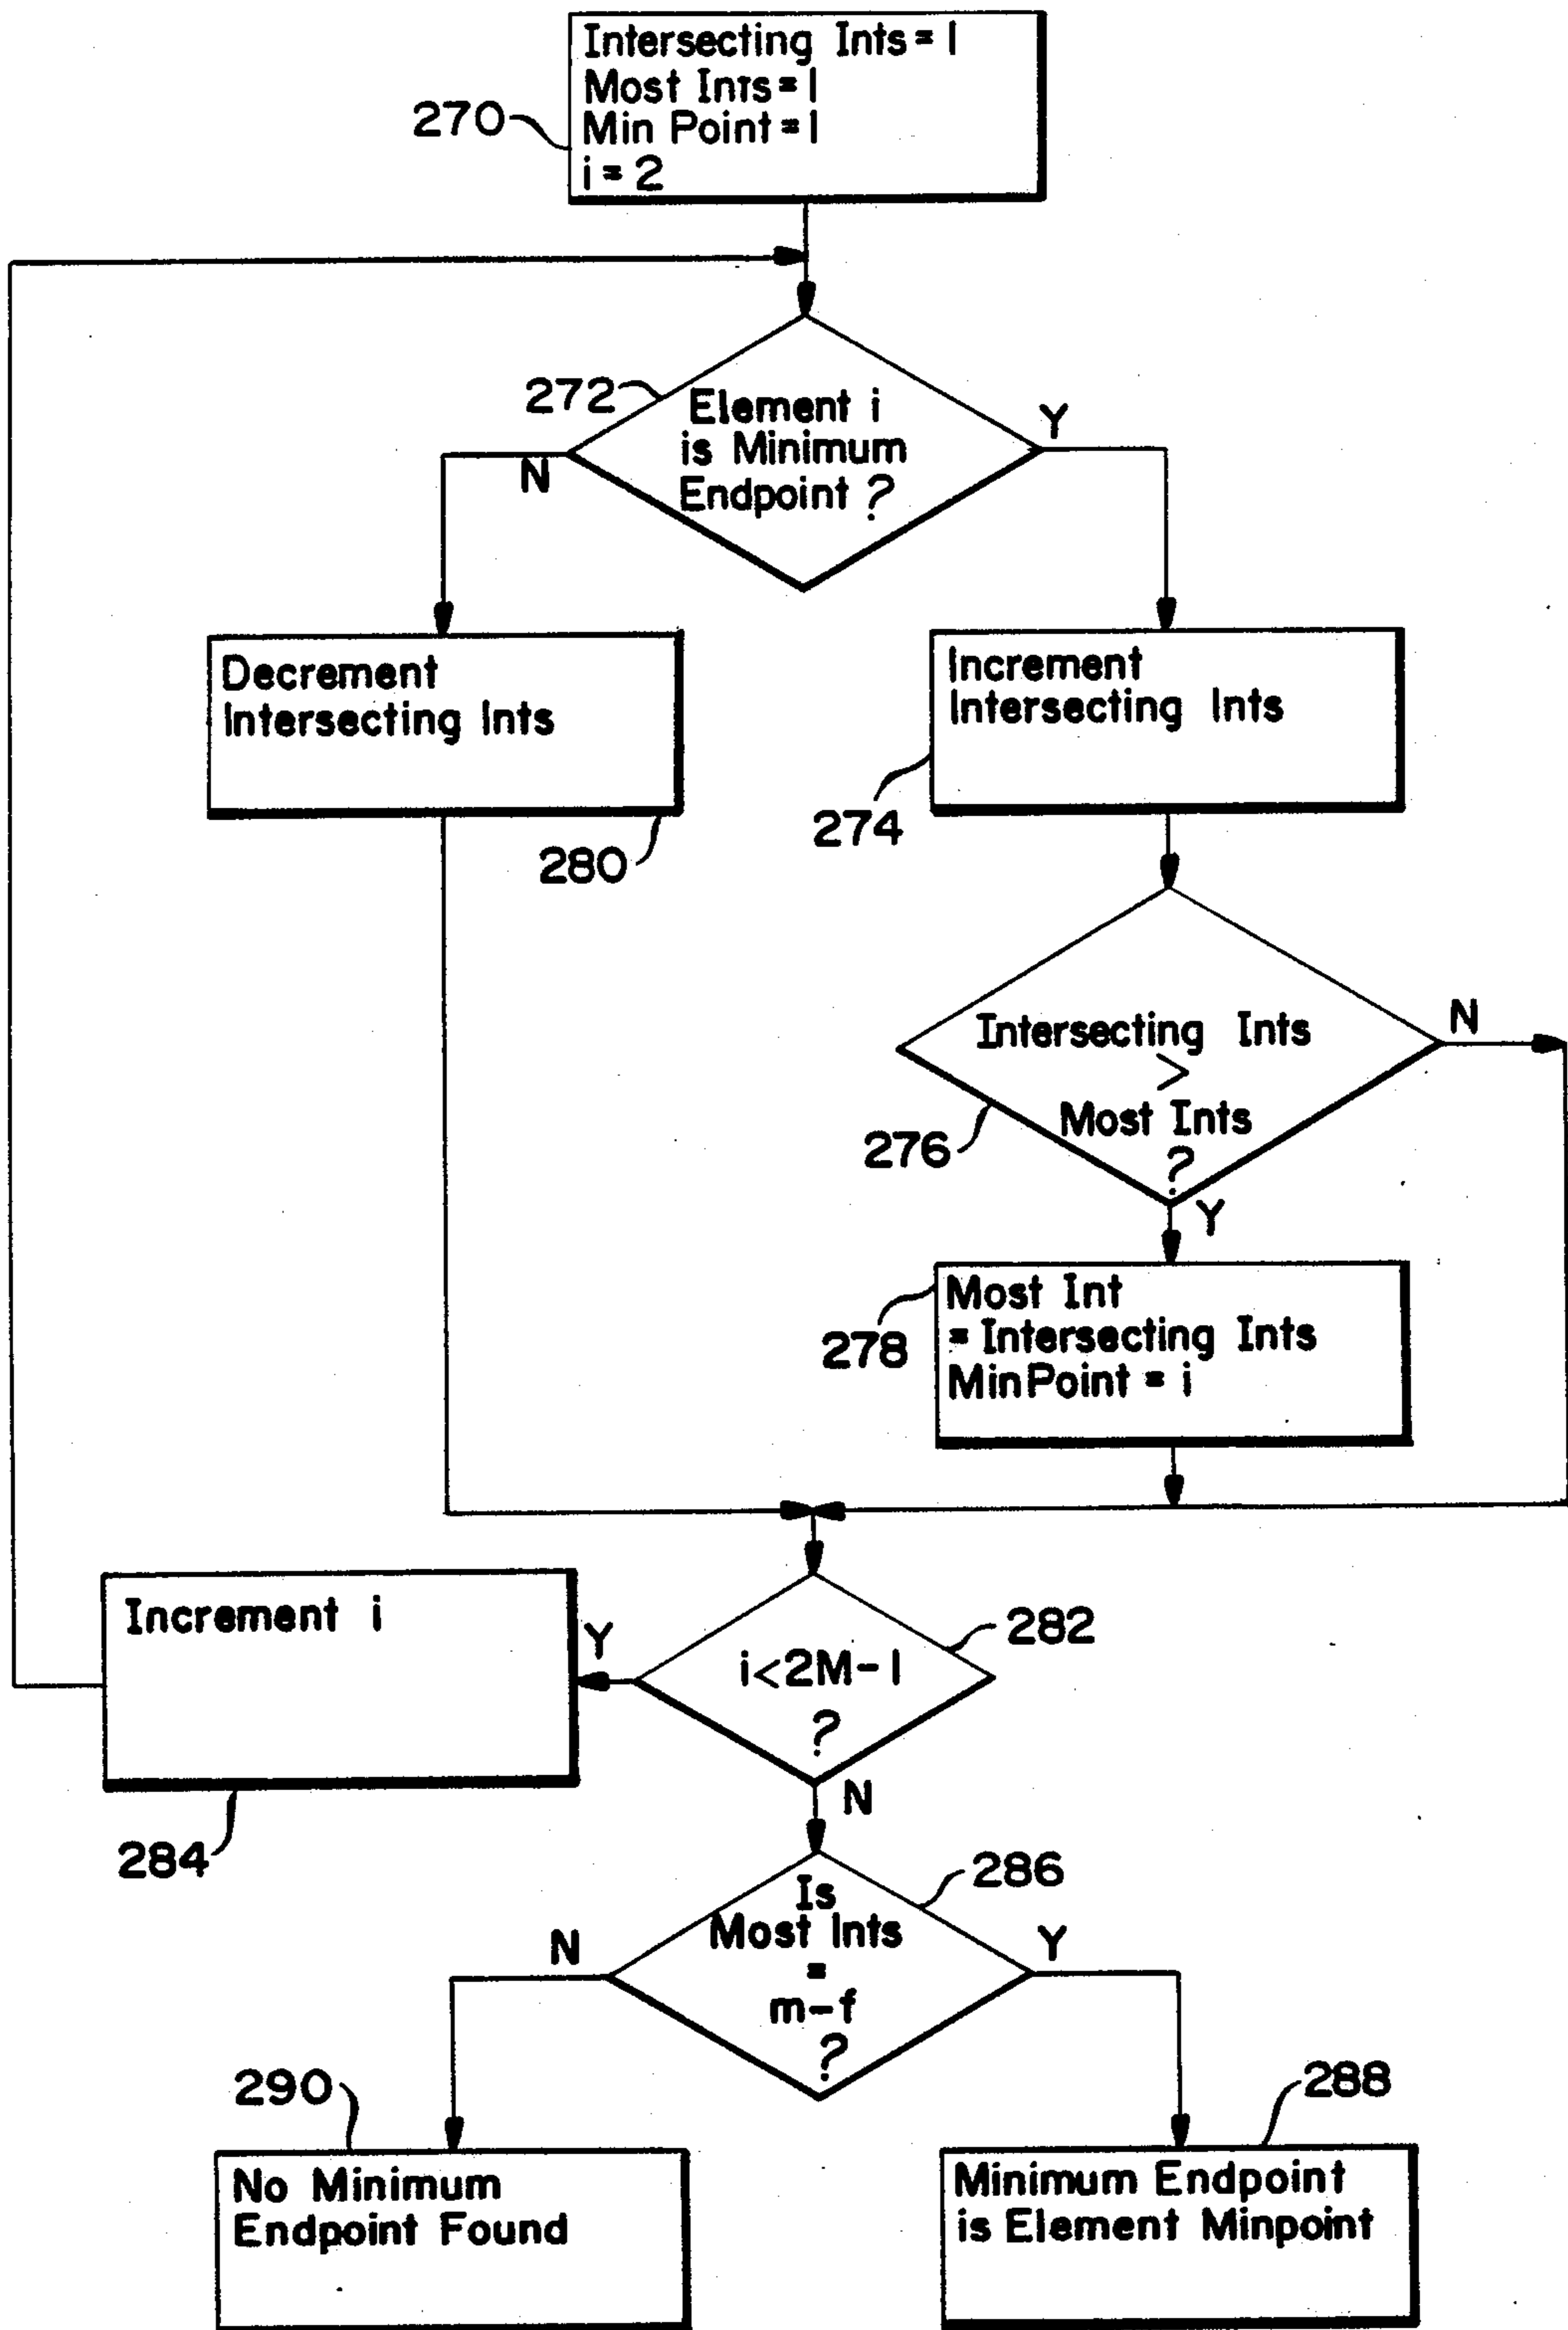 Intersecting Ints = 1
Most Ints = 1
Min Point = 1
i = 2
270
272
Element i
is Minimum
Endpoint ?
N
Y
Decrement
Intersecting Ints
280
Increment
Intersecting Ints
274
Intersecting Ints
>
Most Ints
?
276
N
Y
Most Int
= Intersecting Ints
MinPoint = i
278
Increment i
284
Y
i<2M-1
?
282
N
Is
Most Ints
=
m-f
?
286
N
Y
290
No Minimum
Endpoint Found
288
Minimum Endpoint
is Element Minpoint